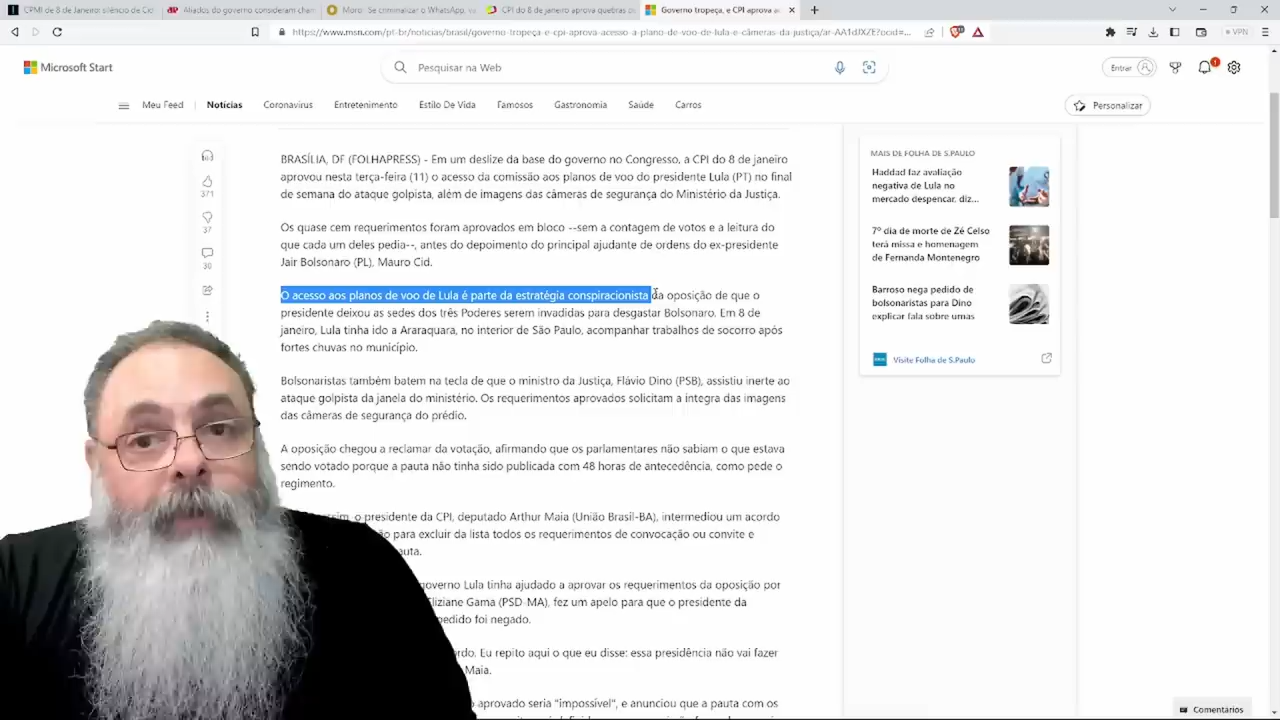 CPMI de 8 de Janeiro: silêncio de Cid
Aliados do governo consideram cham
Moro: Se criminalizar o WhatsApp, va
CPI do 8 de janeiro aprova quebras d
Governo tropeça, e CPI aprova a
https://www.msn.com/pt-br/noticias/brasil/governo-tropeça-e-cpi-aprova-acesso-a-plano-de-voo-de-lula-e-câmeras-da-justiça/ar-AA1dJXZE?ocid=...
VPN
Microsoft Start
Pesquisar na Web
Entrar
1
Meu Feed
Notícias
Coronavírus
Entretenimento
Estilo De Vida
Famosos
Gastronomia
Saúde
Carros
Personalizar
371
37
30
BRASÍLIA, DF (FOLHAPRESS) - Em um deslize da base do governo no Congresso, a CPI do 8 de janeiro
aprovou nesta terça-feira (11) o acesso da comissão aos planos de voo do presidente Lula (PT) no final
de semana do ataque golpista, além de imagens das câmeras de segurança do Ministério da Justiça.
Os quase cem requerimentos foram aprovados em bloco --sem a contagem de votos e a leitura do
que cada um deles pedia--, antes do depoimento do principal ajudante de ordens do ex-presidente
Jair Bolsonaro (PL), Mauro Cid.
O acesso aos planos de voo de Lula é parte da estratégia conspiracionista da oposição de que o
presidente deixou as sedes dos três Poderes serem invadidas para desgastar Bolsonaro. Em 8 de
janeiro, Lula tinha ido a Araraquara, no interior de São Paulo, acompanhar trabalhos de socorro após
fortes chuvas no município.
Bolsonaristas também batem na tecla de que o ministro da Justiça, Flávio Dino (PSB), assistiu inerte ao
ataque golpista da janela do ministério. Os requerimentos aprovados solicitam a íntegra das imagens
das câmeras de segurança do prédio.
A oposição chegou a reclamar da votação, afirmando que os parlamentares não sabiam o que estava
sendo votado porque a pauta não tinha sido publicada com 48 horas de antecedência, como pede o
regimento.
o presidente da CPI, deputado Arthur Maia (União Brasil-BA), intermediou um acordo
para excluir da lista todos os requerimentos de convocação ou convite e
pauta.
governo Lula tinha ajudado a aprovar os requerimentos da oposição por
Eliziane Gama (PSD-MA), fez um apelo para que o presidente da
pedido foi negado.
Eu repito aqui o que eu disse: essa presidência não vai fazer
Maia.
aprovado seria "impossível", e anunciou que a pauta com os
MAIS DE FOLHA DE S.PAULO
Haddad faz avaliação
negativa de Lula no
mercado despencar, diz...
7º dia de morte de Zé Celso
terá missa e homenagem
de Fernanda Montenegro
Barroso nega pedido de
bolsonaristas para Dino
explicar fala sobre urnas
Visite Folha de S.Paulo
Comentários